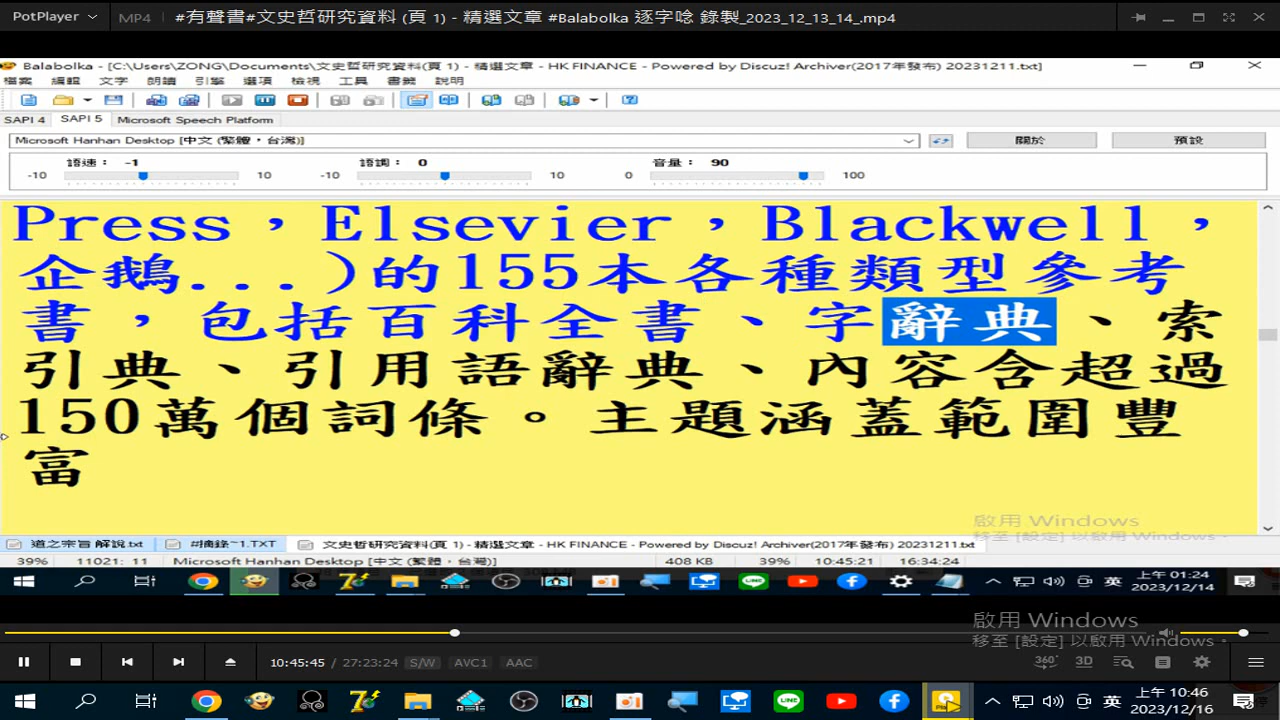 PotPlayer MP4 #有聲書#文史哲研究資料 (頁 1) - 精選文章 #Balabolka 逐字唸 錄製_2023_12_13_14_.mp4
Balabolka - [C:\Users\ZONG\Documents\文史哲研究資料(頁 1) - 精選文章 - HK FINANCE - Powered by Discuz! Archiver(2017年發布) 20231211.txt]
檔案 編輯 文字 朗讀 引擎 選項 檢視 工具 書籤 說明
SAPI 4 SAPI 5 Microsoft Speech Platform
Microsoft Hanhan Desktop [中文 (繁體，台灣)] 關於 預設
語速： -1 語調： 0 音量： 90
-10 10 -10 10 0 100
Press，Elsevier，Blackwell，
企鵝...)的155本各種類型參考
書，包括百科全書、字辭典、索
引典、引用語辭典、內容含超過
150萬個詞條。主題涵蓋範圍豐
富
啟用 Windows
道之宗旨 解說.txt #摘錄~1.TXT 文史哲研究資料(頁 1) - 精選文章 - HK FINANCE - Powered by Discuz! Archiver(2017年發布) 20231211.txt
39% 11021: 11 Microsoft Hanhan Desktop [中文 (繁體，台灣)] 408 KB 39% 10:45:21 16:34:24
英 上午 01:24
2023/12/14
啟用 Windows
移至 [設定] 以啟用 Windows。
10:45:45 / 27:23:24 S/W AVC1 AAC 360° 3D
英 上午 10:46
2023/12/16